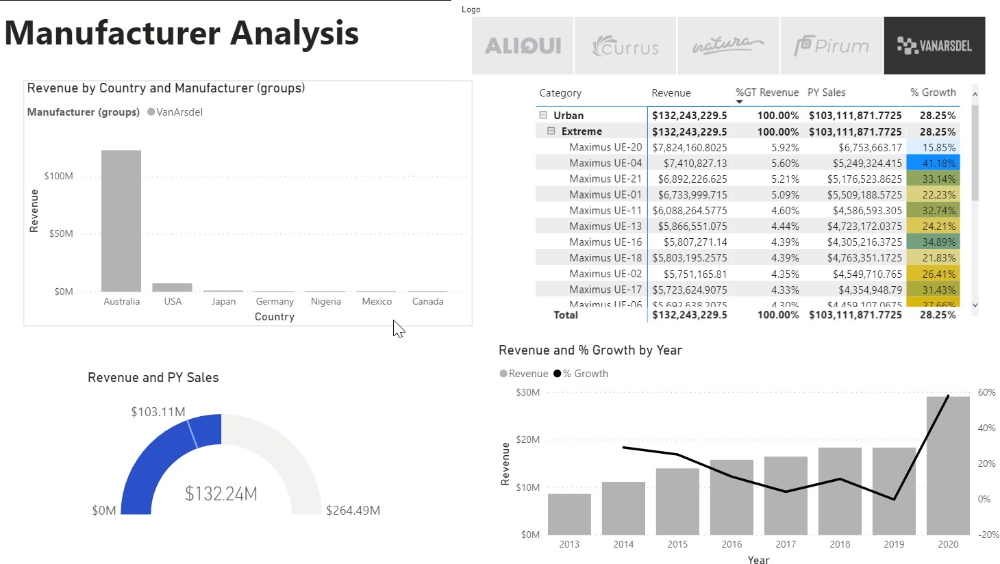 Manufacturer Analysis
Logo
ALIQUI
currus
natura
Pirum
VANARSDEL
Revenue by Country and Manufacturer (groups)
Manufacturer (groups) VanArsdel
Revenue
$100M
$50M
$0M
Australia USA Japan Germany Nigeria Mexico Canada
Country
Category Revenue %GT Revenue PY Sales % Growth
Urban $132,243,229.5 100.00% $103,111,871.7725 28.25%
Extreme $132,243,229.5 100.00% $103,111,871.7725 28.25%
Maximus UE-20 $7,824,160.8025 5.92% $6,753,663.17 15.85%
Maximus UE-04 $7,410,827.13 5.60% $5,249,324.415 41.18%
Maximus UE-21 $6,892,226.625 5.21% $5,176,523.8625 33.14%
Maximus UE-01 $6,733,999.715 5.09% $5,509,188.5725 22.23%
Maximus UE-11 $6,088,264.5775 4.60% $4,586,593.305 32.74%
Maximus UE-13 $5,866,551.075 4.44% $4,723,172.0375 24.21%
Maximus UE-16 $5,807,271.14 4.39% $4,305,216.3725 34.89%
Maximus UE-18 $5,803,195.2575 4.39% $4,763,351.1725 21.83%
Maximus UE-02 $5,751,165.81 4.35% $4,549,710.765 26.41%
Maximus UE-17 $5,723,624.9075 4.33% $4,354,948.79 31.43%
Maximus UE-06 $5,692,638.2075 4.30% $4,459,107.0675 27.66%
Total $132,243,229.5 100.00% $103,111,871.7725 28.25%
Revenue and PY Sales
$103.11M
$132.24M
$0M $264.49M
Revenue and % Growth by Year
Revenue % Growth
Revenue
$30M 60%
40%
$20M
20%
$10M
0%
$0M -20%
2013 2014 2015 2016 2017 2018 2019 2020
Year